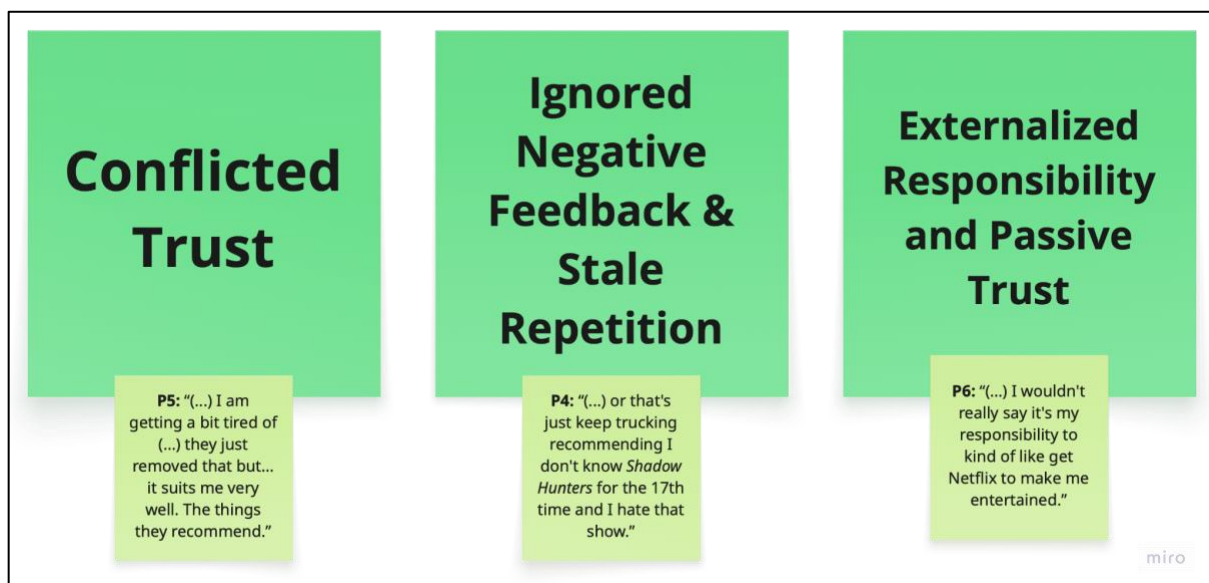 Conflicted
Trust
P5: “(...) I am
getting a bit tired of
(...) they just
removed that but...
it suits me very
well. The things
they recommend.”
Ignored
Negative
Feedback &
Stale
Repetition
P4: “(...) or that's
just keep trucking
recommending I
don't know Shadow
Hunters for the 17th
time and I hate that
show.”
Externalized
Responsibility
and Passive
Trust
P6: “(...) I wouldn't
really say it's my
responsibility to
kind of like get
Netflix to make me
entertained.”
miro